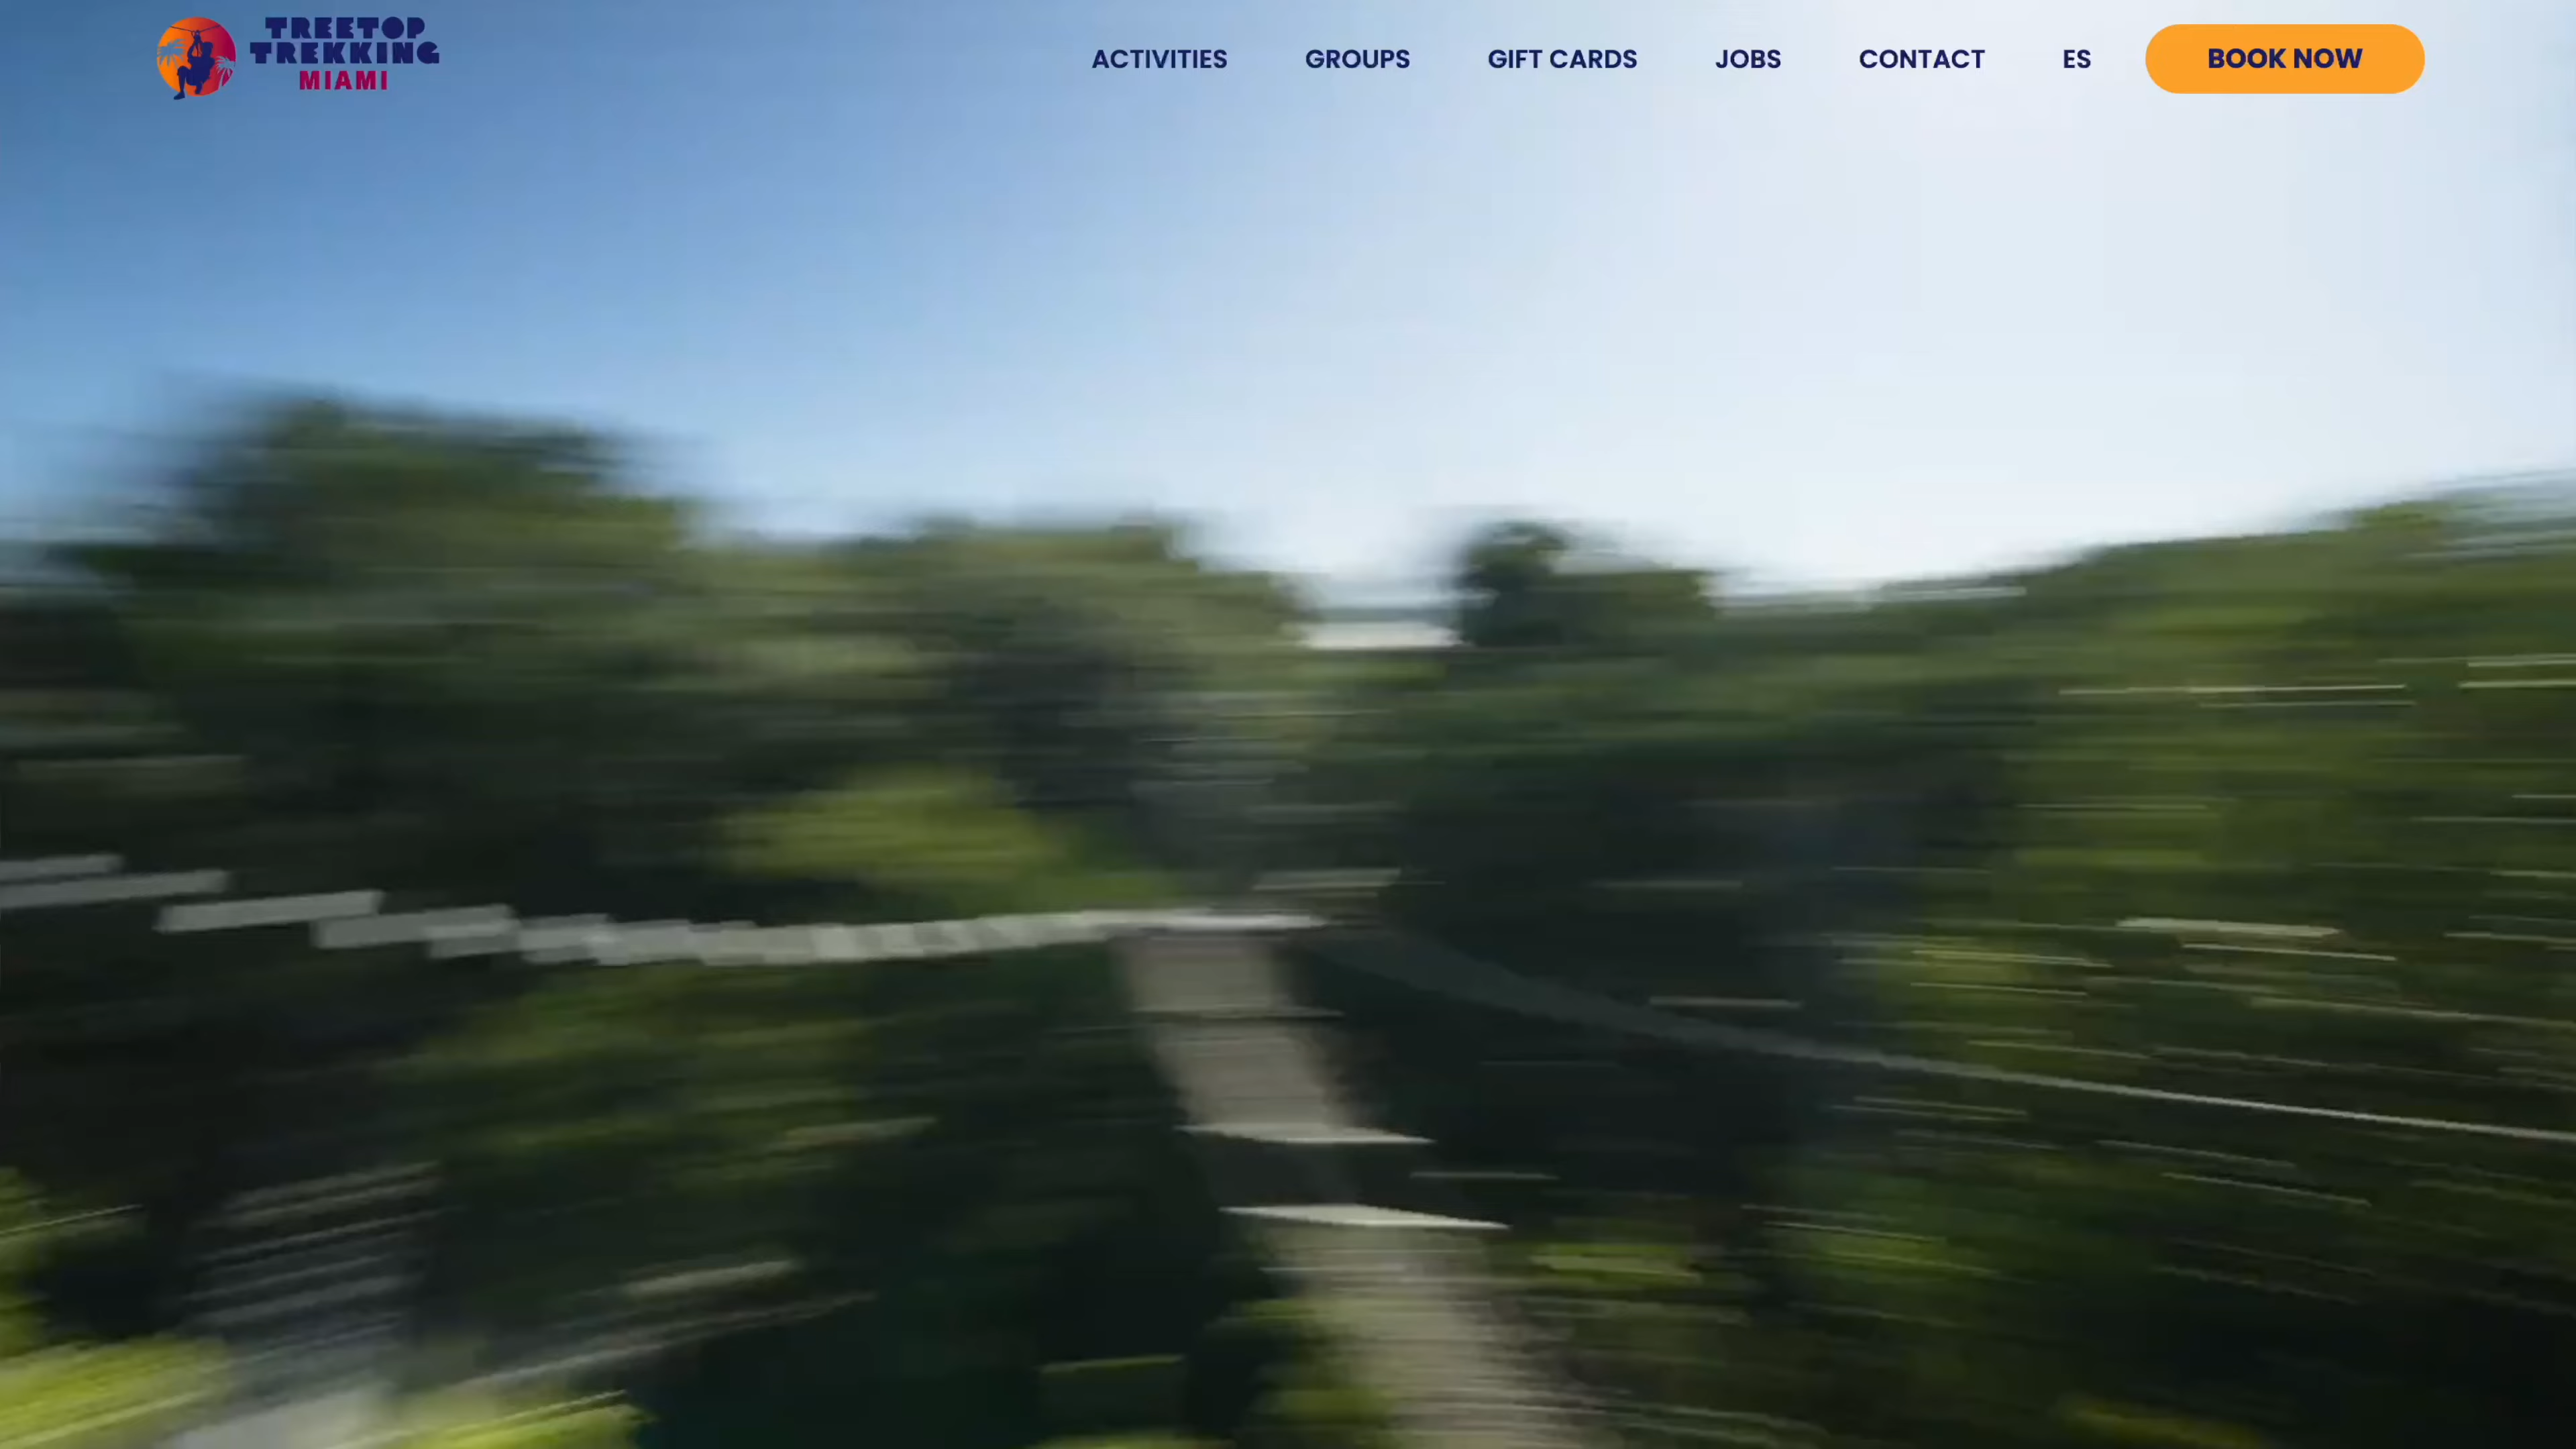 TREETOP
TREKKING
MIAMI
ACTIVITIES
GROUPS
GIFT CARDS
JOBS
CONTACT
ES
BOOK NOW